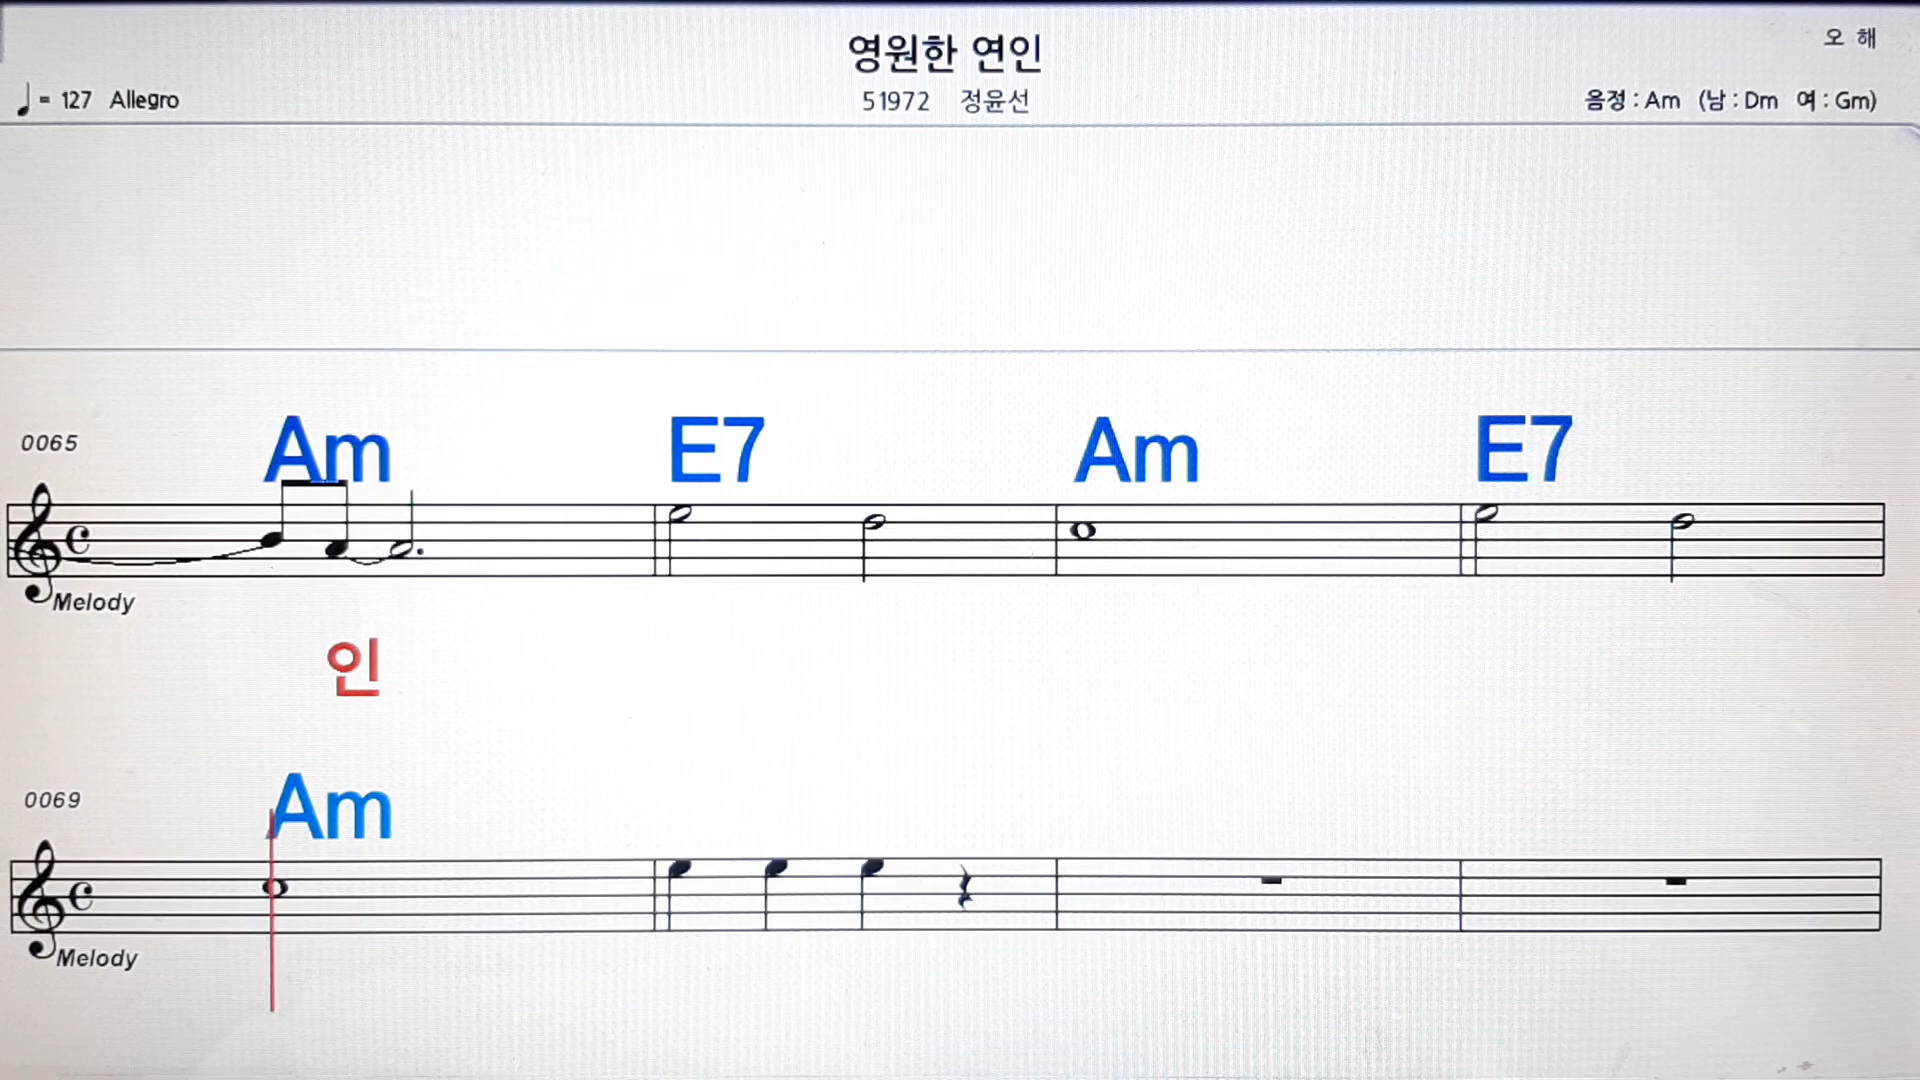 영원한 연인
오 해
♩ = 127 Allegro
51972 정윤선
음정 : Am (남 : Dm 여 : Gm)
0065 Am E7 Am E7
Melody
인
0069 Am
Melody